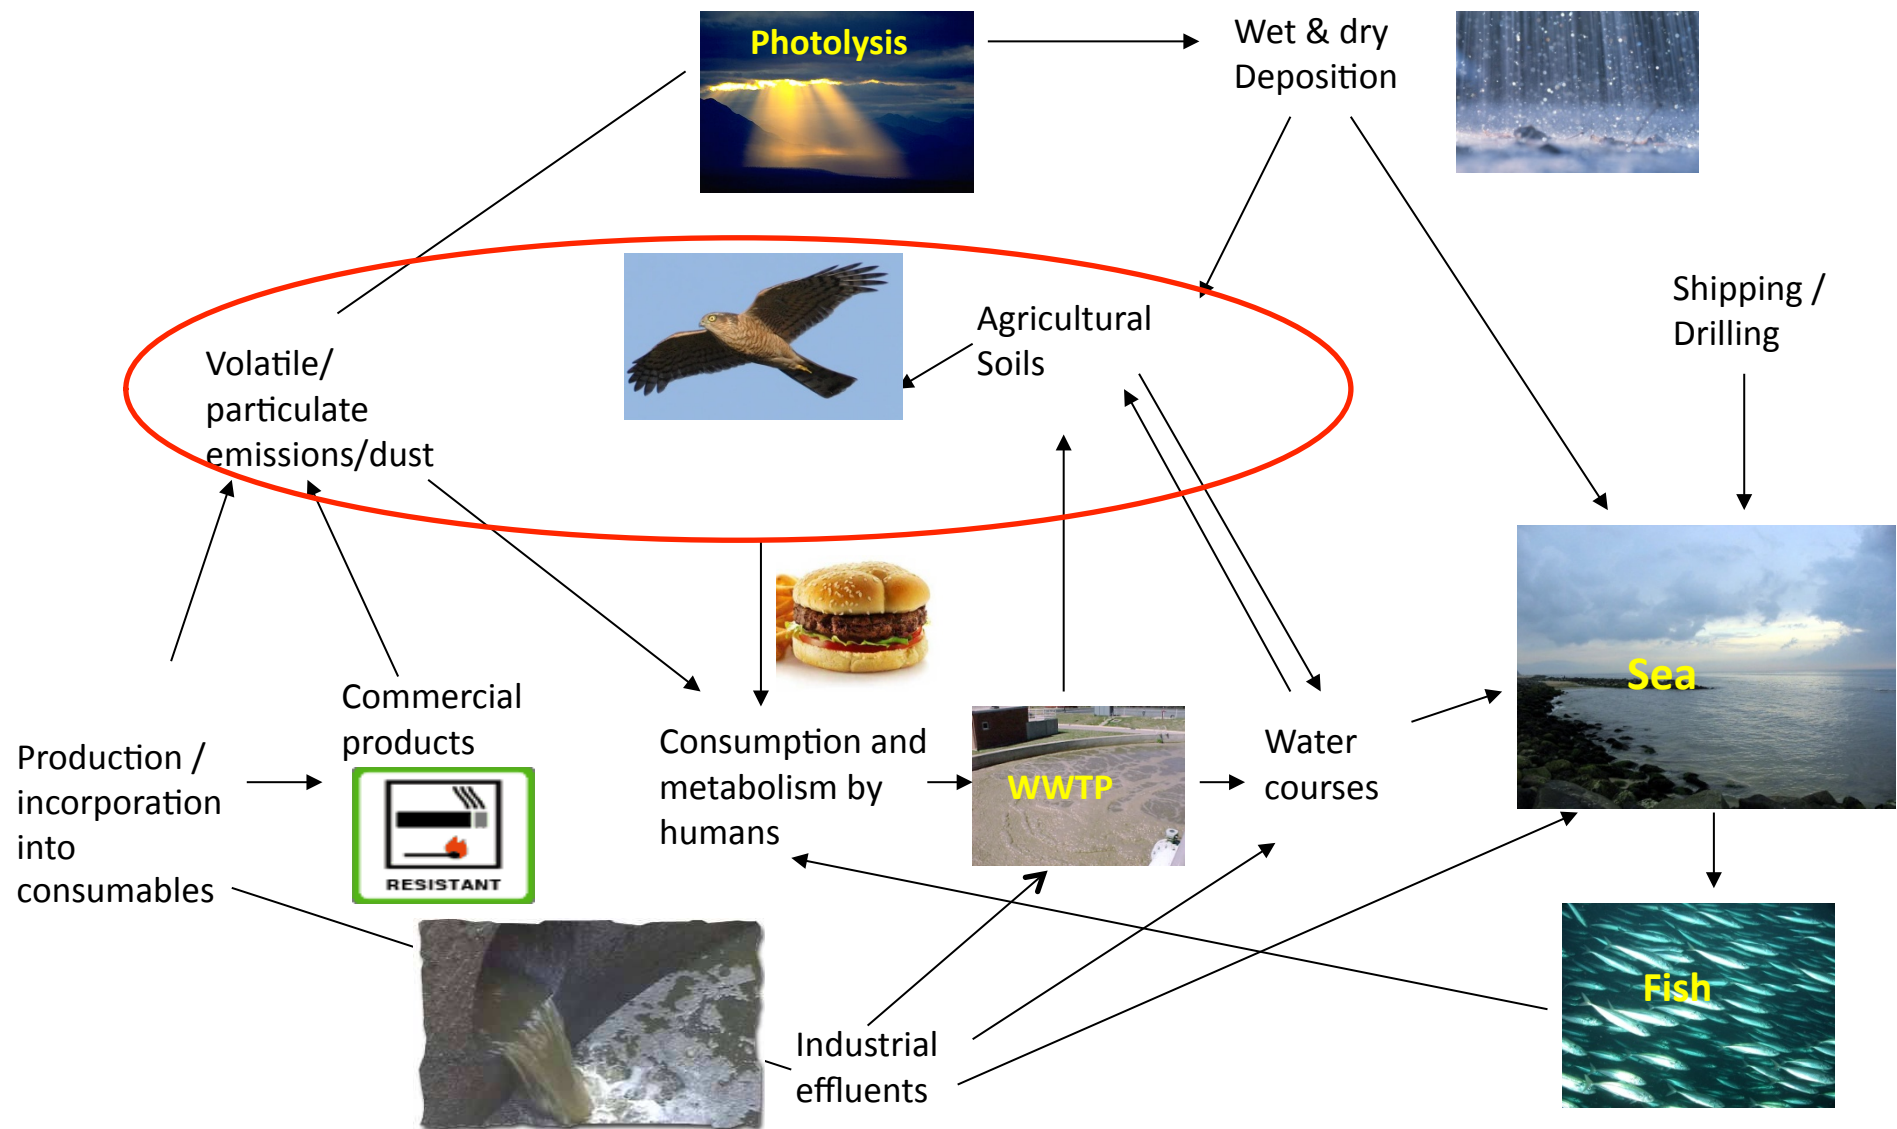 Photolysis
Wet & dry
Deposition
Shipping /
Drilling
Agricultural
Soils
Volatile/
particulate
emissions/dust
Commercial
products
Production /
incorporation
into
consumables
RESISTANT
Consumption and
metabolism by
humans
WWTP
Water
courses
Sea
Fish
Industrial
effluents